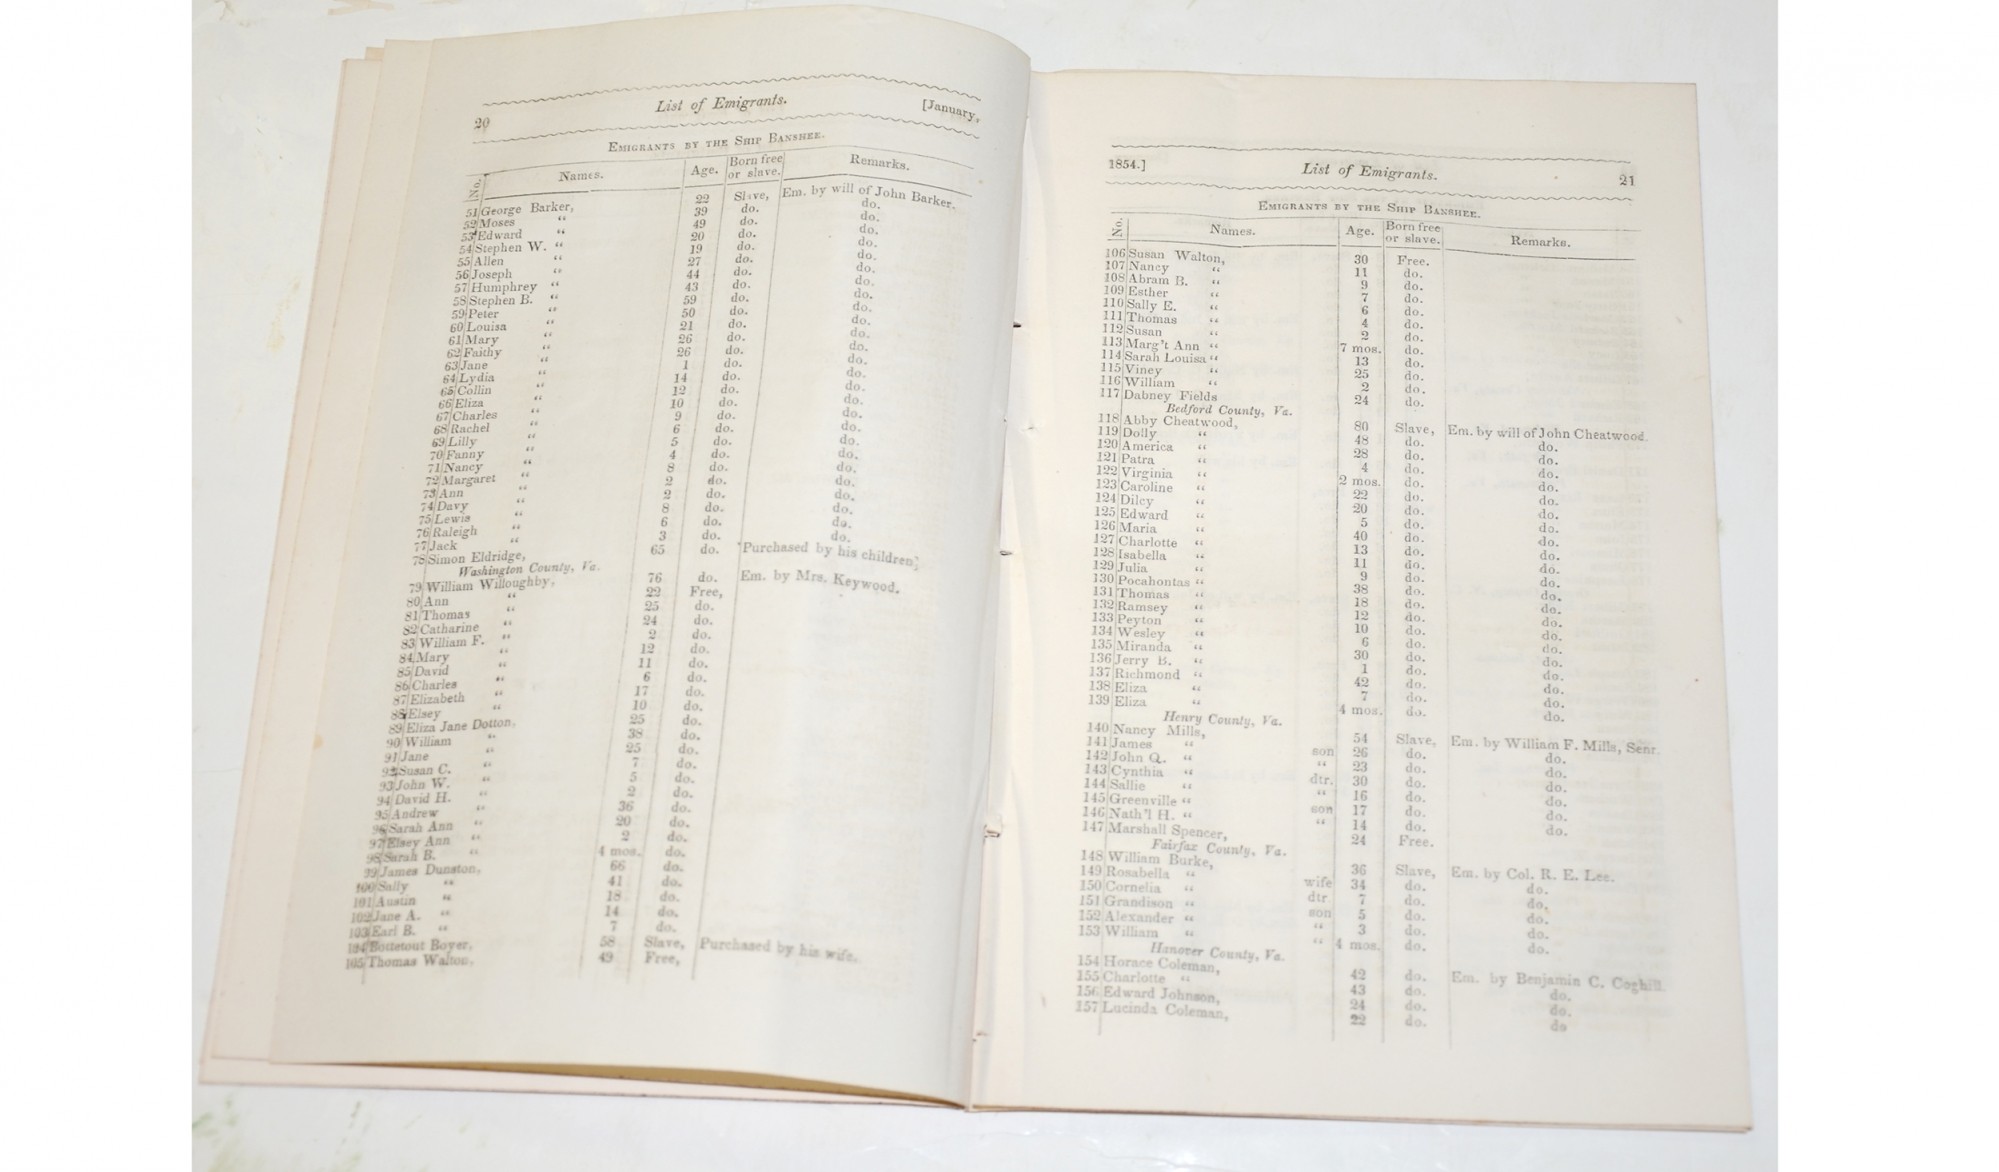 20 List of Emigrants. [January,
EMIGRANTS BY THE SHIP BANSHEE.
No. Names. Age. Born free or slave. Remarks.
51 George Barker, 22 Slave, Em. by will of John Barker.
52 Moses " 39 do. do.
53 Edward " 49 do. do.
54 Stephen W. " 20 do. do.
55 Allen " 19 do. do.
56 Joseph " 27 do. do.
57 Humphrey " 44 do. do.
58 Stephen B. " 43 do. do.
59 Peter " 59 do. do.
60 Louisa " 50 do. do.
61 Mary " 21 do. do.
62 Faithy " 26 do. do.
63 Jane " 26 do. do.
64 Lydia " 1 do. do.
65 Collin " 14 do. do.
66 Eliza " 12 do. do.
67 Charles " 10 do. do.
68 Rachel " 9 do. do.
69 Lilly " 6 do. do.
70 Fanny " 5 do. do.
71 Nancy " 4 do. do.
72 Margaret " 8 do. do.
73 Ann " 2 do. do.
74 Davy " 2 do. do.
75 Lewis " 8 do. do.
76 Raleigh " 6 do. do.
77 Jack " 3 do. do.
78 Simon Eldridge, 65 do. 'Purchased by his children,'
Washington County, Va.
79 William Willoughby, 76 do. Em. by Mrs. Keywood.
80 Ann " 22 Free,
81 Thomas " 25 do.
82 Catharine " 24 do.
83 William F. " 2 do.
84 Mary " 12 do.
85 David " 11 do.
86 Charles " 6 do.
87 Elizabeth " 17 do.
88 Elsey " 10 do.
89 Eliza Jane Dotton, 25 do.
90 William " 38 do.
91 Jane " 25 do.
92 Susan C. " 7 do.
93 John W. " 5 do.
94 David H. " 2 do.
95 Andrew " 36 do.
96 Sarah Ann " 20 do.
97 Elsey Ann " 2 do.
98 Sarah B. " 4 mos. do.
99 James Dunston, 66 do.
100 Sally " 41 do.
101 Austin " 18 do.
102 Jane A. " 14 do.
103 Earl B. " 7 do.
104 Bottetout Boyer, 58 Slave, Purchased by his wife.
105 Thomas Walton, 49 Free,
1854.] List of Emigrants. 21
EMIGRANTS BY THE SHIP BANSHEE.
No. Names. Age. Born free or slave. Remarks.
106 Susan Walton, 30 Free.
107 Nancy " 11 do.
108 Abram B. " 9 do.
109 Esther " 7 do.
110 Sally E. " 6 do.
111 Thomas " 4 do.
112 Susan " 2 do.
113 Marg't Ann " 7 mos. do.
114 Sarah Louisa " 13 do.
115 Viney " 25 do.
116 William " 2 do.
117 Dabney Fields 24 do.
Bedford County, Va.
118 Abby Cheatwood, 80 Slave, Em. by will of John Cheatwood.
119 Dolly " 48 do. do.
120 America " 28 do. do.
121 Patra " 4 do. do.
122 Virginia " 2 mos. do. do.
123 Caroline " 22 do. do.
124 Dilcy " 20 do. do.
125 Edward " 5 do. do.
126 Maria " 40 do. do.
127 Charlotte " 13 do. do.
128 Isabella " 11 do. do.
129 Julia " 9 do. do.
130 Pocahontas " 38 do. do.
131 Thomas " 18 do. do.
132 Ramsey " 12 do. do.
133 Peyton " 10 do. do.
134 Wesley " 6 do. do.
135 Miranda " 30 do. do.
136 Jerry B. " 1 do. do.
137 Richmond " 42 do. do.
138 Eliza " 7 do. do.
139 Eliza " 4 mos. do. do.
Henry County, Va.
140 Nancy Mills, 54 Slave, Em. by William F. Mills, Senr.
141 James " son 26 do. do.
142 John Q. " " 23 do. do.
143 Cynthia " dtr. 30 do. do.
144 Sallie " " 16 do. do.
145 Greenville " son 17 do. do.
146 Nath'l H. " " 14 do. do.
147 Marshall Spencer, 24 Free.
Fairfax County, Va.
148 William Burke, 36 Slave, Em. by Col. R. E. Lee.
149 Rosabella " wife 34 do. do.
150 Cornelia " dtr 7 do. do.
151 Grandison " son 5 do. do.
152 Alexander " " 3 do. do.
153 William " " 4 mos. do. do.
Hanover County, Va.
154 Horace Coleman, 42 do. Em. by Benjamin C. Coghill.
155 Charlotte " 43 do. do.
156 Edward Johnson, 24 do. do.
157 Lucinda Coleman, 22 do. do